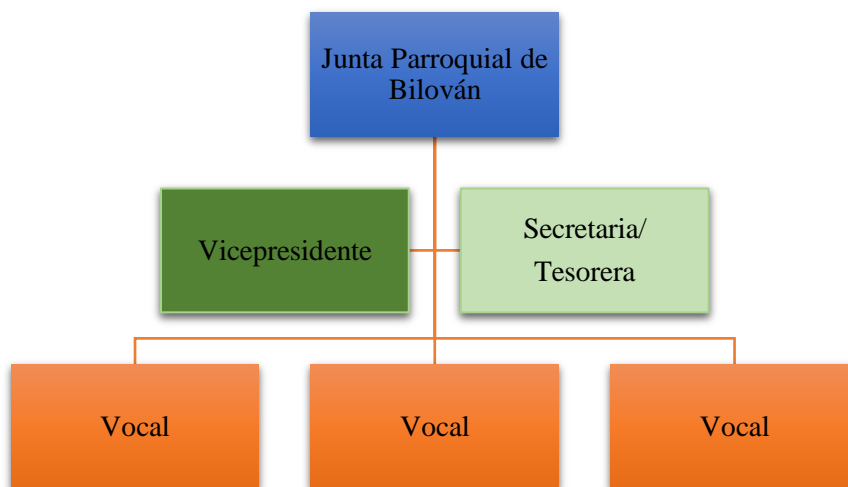 Junta Parroquial de
Bilován
Vicepresidente
Secretaria/
Tesorera
Vocal
Vocal
Vocal